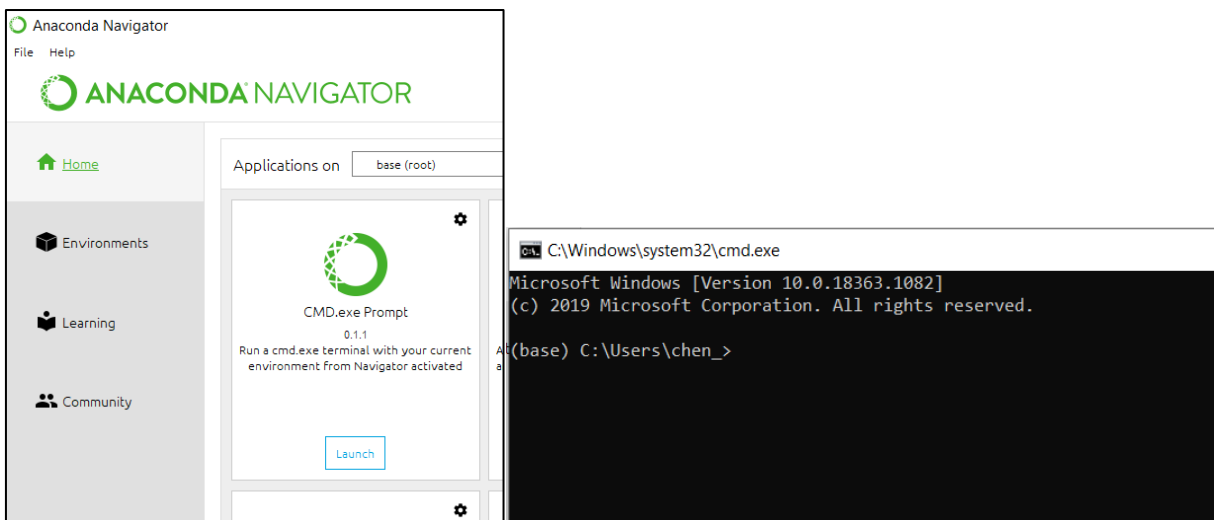 Anaconda Navigator
File Help
ANACONDA NAVIGATOR
Home
Applications on base (root)
Environments
CMD.exe Prompt
0.1.1
Run a cmd.exe terminal with your current
environment from Navigator activated
Learning
Community
Launch
C:\Windows\system32\cmd.exe
Microsoft Windows [Version 10.0.18363.1082]
(c) 2019 Microsoft Corporation. All rights reserved.
(base) C:\Users\chen_>